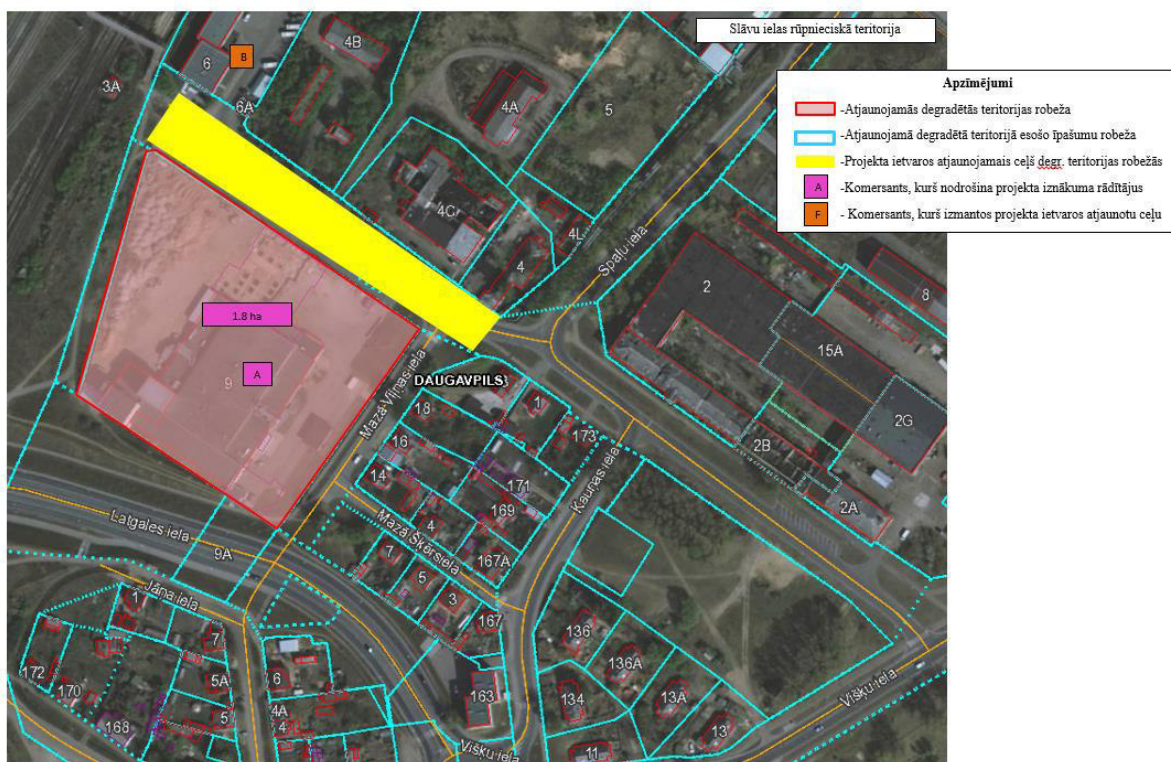 Slāvu ielas rūpnieciskā teritorija
Apzīmējumi
-Atjaunojamās degradētās teritorijas robeža
-Atjaunojamā degradētā teritorijā esošo īpašumu robeža
-Projekta ietvaros atjaunojamais ceļš degr. teritorijas robežās
A -Komersants, kurš nodrošina projekta iznākuma rādītājus
F - Komersants, kurš izmantos projekta ietvaros atjaunotu ceļu
6
B
4B
3A
6A
4A
5
4C
4L
4
Spaļu iela
2
8
15A
1.8 ha
9
A
Mazā Viļņas iela
DAUGAVPILS
3
18
1
173
2G
2B
16
Kauņas iela
14
171
169
2A
Latgales iela
4
Mazā Šķērsiela
9A
7
167A
5
Jāņa iela
3
1
167
7
136
136A
172
6
5A
170
163
134
13A
Višķu iela
4A
5
168
4
13
Višķu iela
11